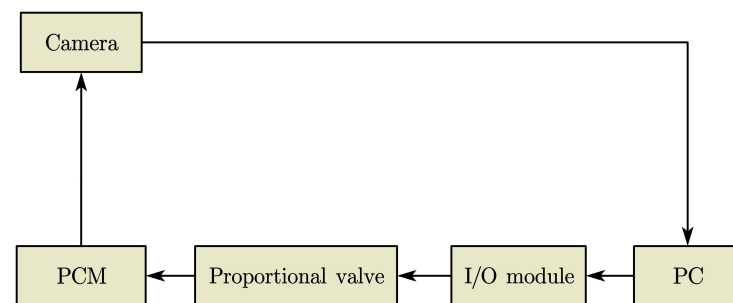 Camera
PCM
Proportional valve
I/O module
PC